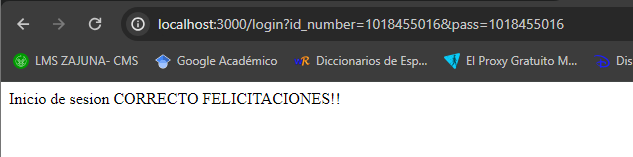 localhost:3000/login?id_number=1018455016&pass=1018455016
LMS ZAJUNA- CMS Google Académico Diccionarios de Esp... El Proxy Gratuito M... Dis
Inicio de sesion CORRECTO FELICITACIONES!!